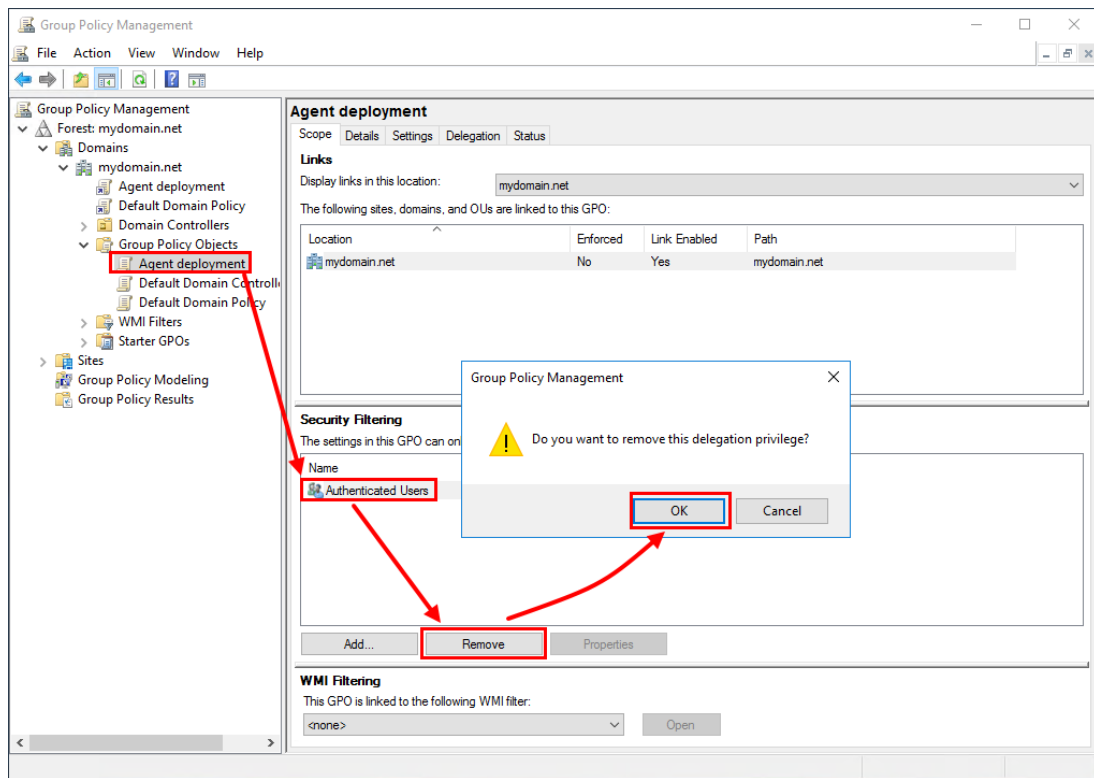 Group Policy Management
File Action View Window Help
Group Policy Management
Forest: mydomain.net
Domains
mydomain.net
Agent deployment
Default Domain Policy
Domain Controllers
Group Policy Objects
Agent deployment
Default Domain Controll
Default Domain Policy
WMI Filters
Starter GPOs
Sites
Group Policy Modeling
Group Policy Results
Agent deployment
Scope Details Settings Delegation Status
Links
Display links in this location: mydomain.net
The following sites, domains, and OUs are linked to this GPO:
Location Enforced Link Enabled Path
mydomain.net No Yes mydomain.net
Security Filtering
The settings in this GPO can onl
Name
Authenticated Users
Group Policy Management
Do you want to remove this delegation privilege?
OK Cancel
Add... Remove Properties
WMI Filtering
This GPO is linked to the following WMI filter:
<none> Open